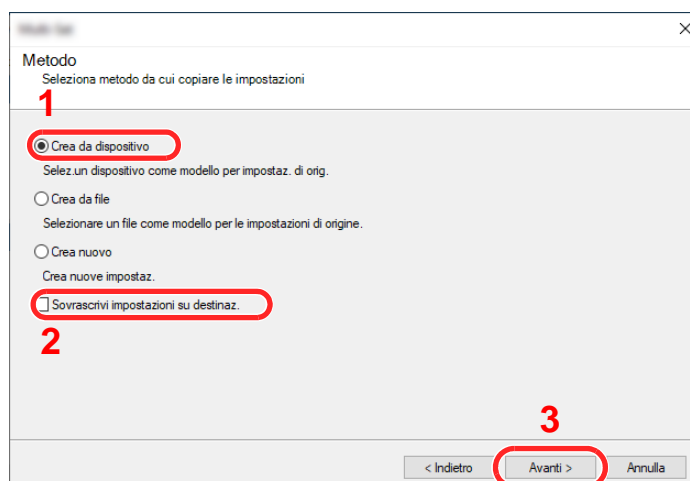 Metodo
Seleziona metodo da cui copiare le impostazioni
1
Crea da dispositivo
Selez.un dispositivo come modello per impostaz. di orig.
Crea da file
Selezionare un file come modello per le impostazioni di origine.
Crea nuovo
Crea nuove impostaz.
Sovrascrivi impostazioni su destinaz.
2
3
< Indietro
Avanti >
Annulla